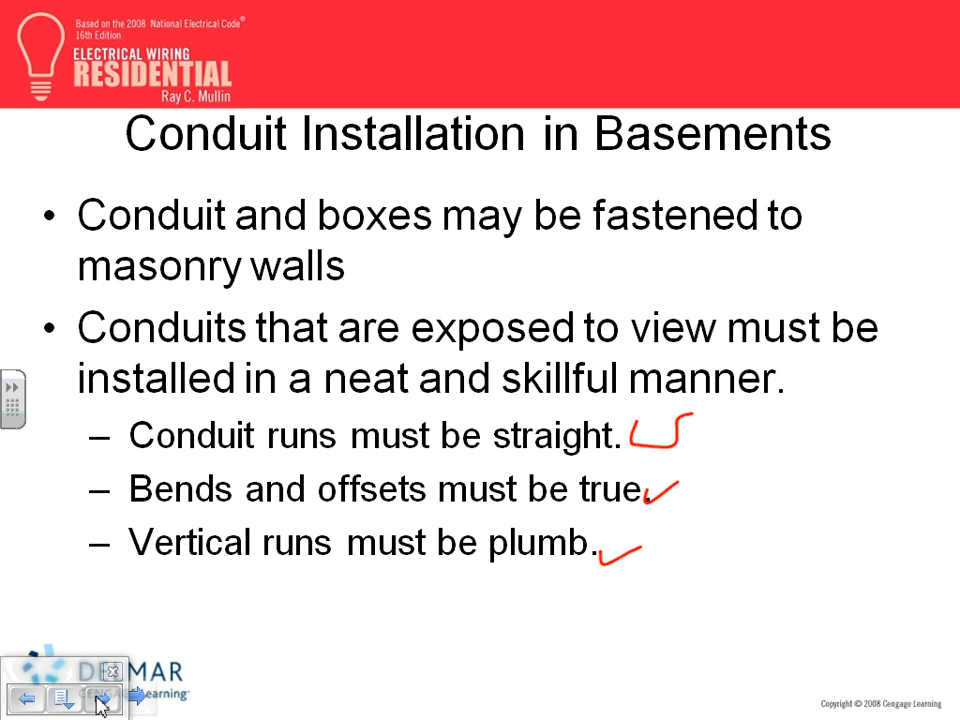 Based on the 2008 National Electrical Code®
16th Edition
ELECTRICAL WIRING
RESIDENTIAL
Ray C. Mullin
Conduit Installation in Basements
• Conduit and boxes may be fastened to
masonry walls
• Conduits that are exposed to view must be
installed in a neat and skillful manner.
– Conduit runs must be straight.
– Bends and offsets must be true.
– Vertical runs must be plumb.
Copyright © 2008 Cengage Learning